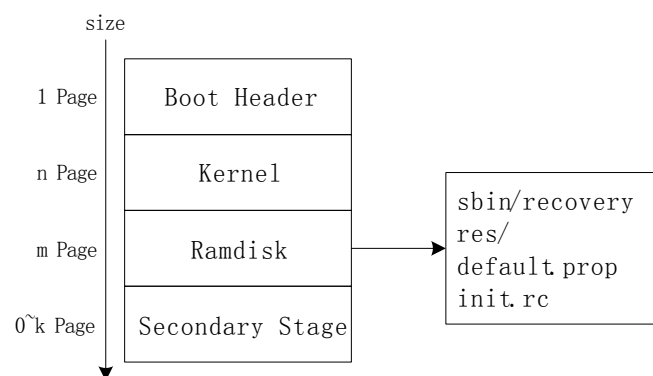 size
1 Page
Boot Header
n Page
Kernel
m Page
Ramdisk
0~k Page
Secondary Stage
sbin/recovery
res/
default.prop
init.rc